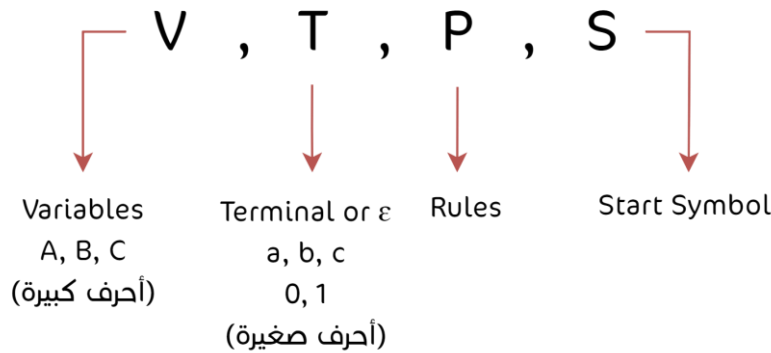 V , T , P , S
Variables
A, B, C
(أحرف كبيرة)
Terminal or ε
a, b, c
0, 1
(أحرف صغيرة)
Rules
Start Symbol